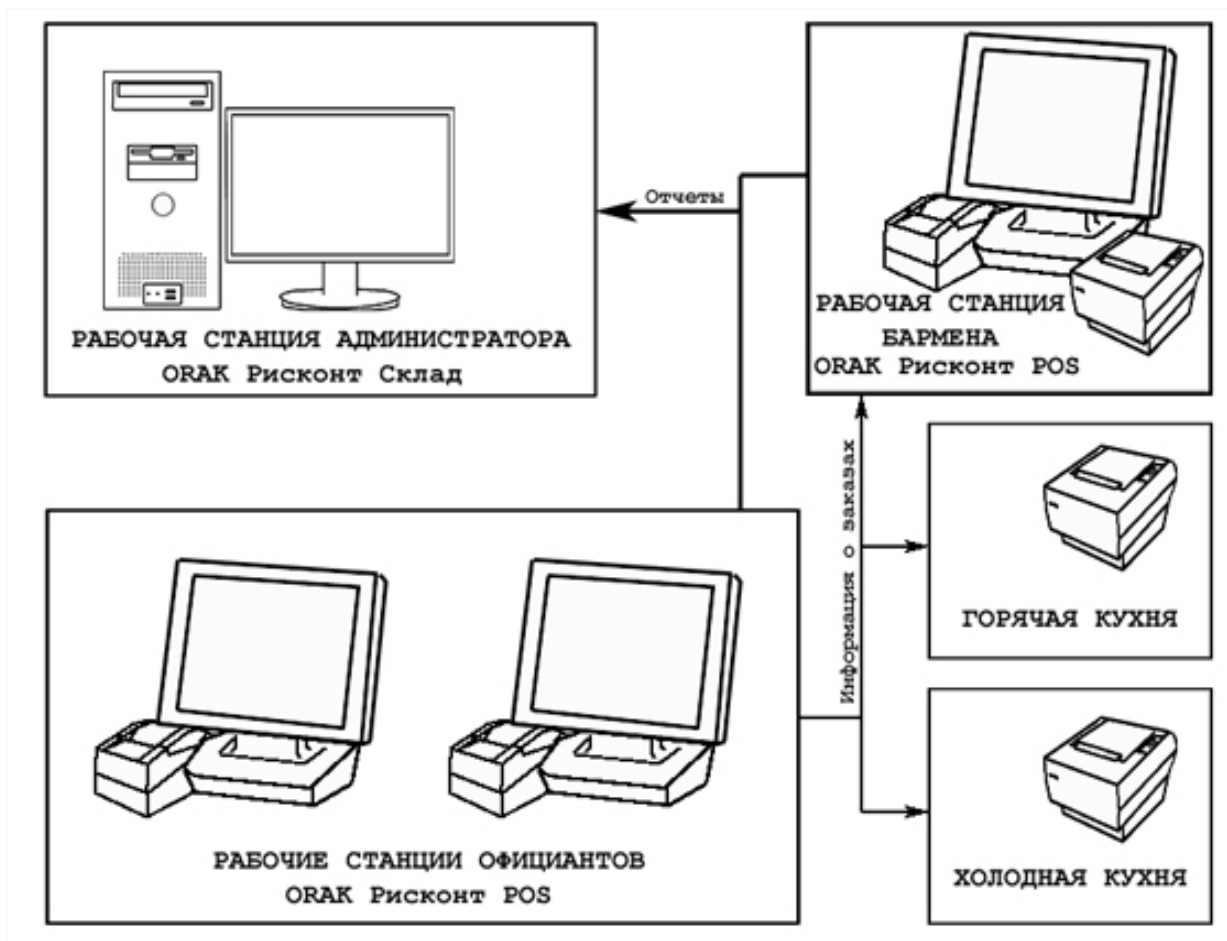 РАБОЧАЯ СТАНЦИЯ АДМИНИСТРАТОРА
ORAK Рисконт Склад
Отчеты
РАБОЧАЯ СТАНЦИЯ
БАРМЕНА
ORAK Рисконт POS
Информация о заказах
ГОРЯЧАЯ КУХНЯ
РАБОЧИЕ СТАНЦИИ ОФИЦИАНТОВ
ORAK Рисконт POS
ХОЛОДНАЯ КУХНЯ